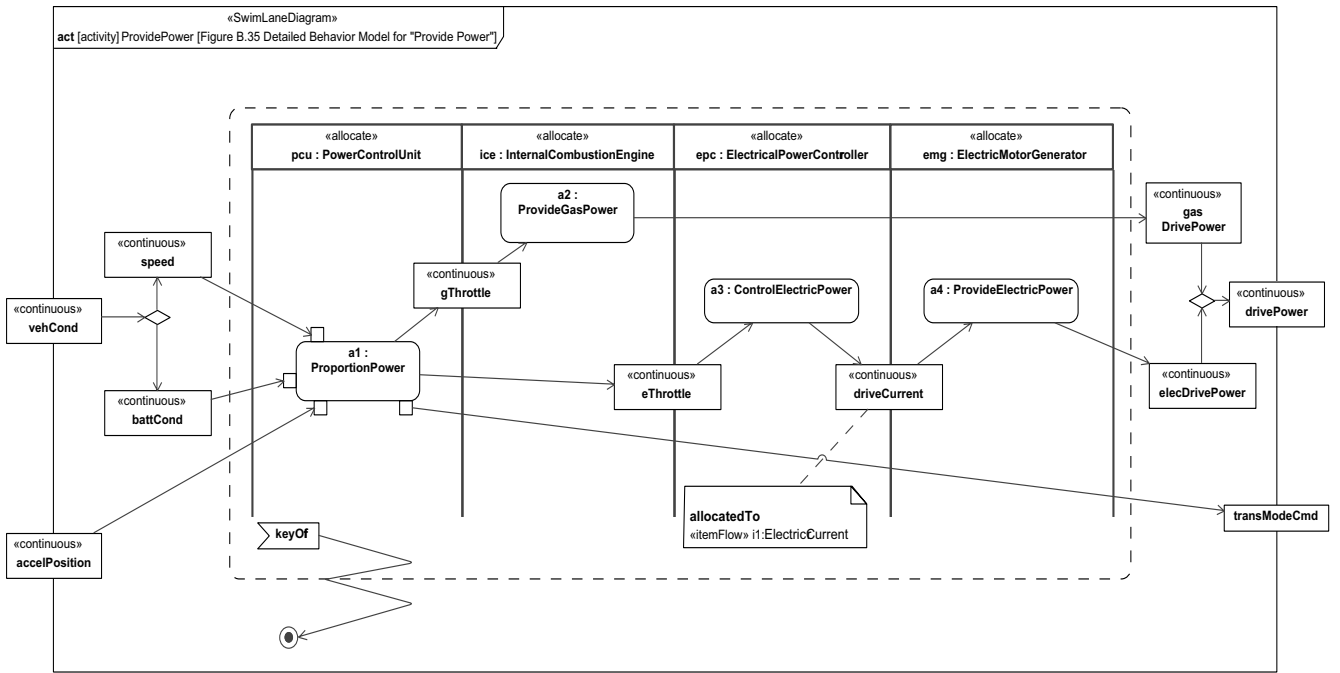 «SwimLaneDiagram»
act [activity] ProvidePower [Figure B.35 Detailed Behavior Model for "Provide Power"]
«allocate»
pcu : PowerControlUnit
«allocate»
ice : InternalCombustionEngine
«allocate»
epc : ElectricalPowerController
«allocate»
emg : ElectricMotorGenerator
a2 :
ProvideGasPower
«continuous»
gas
DrivePower
«continuous»
speed
«continuous»
gThrottle
a3 : ControlElectricPower
a4 : ProvideElectricPower
«continuous»
vehCond
«continuous»
drivePower
a1 :
ProportionPower
«continuous»
eThrottle
«continuous»
driveCurrent
«continuous»
elecDrivePower
«continuous»
battCond
allocatedTo
«itemFlow» i1:ElectricCurrent
transModeCmd
keyOff
«continuous»
accelPosition